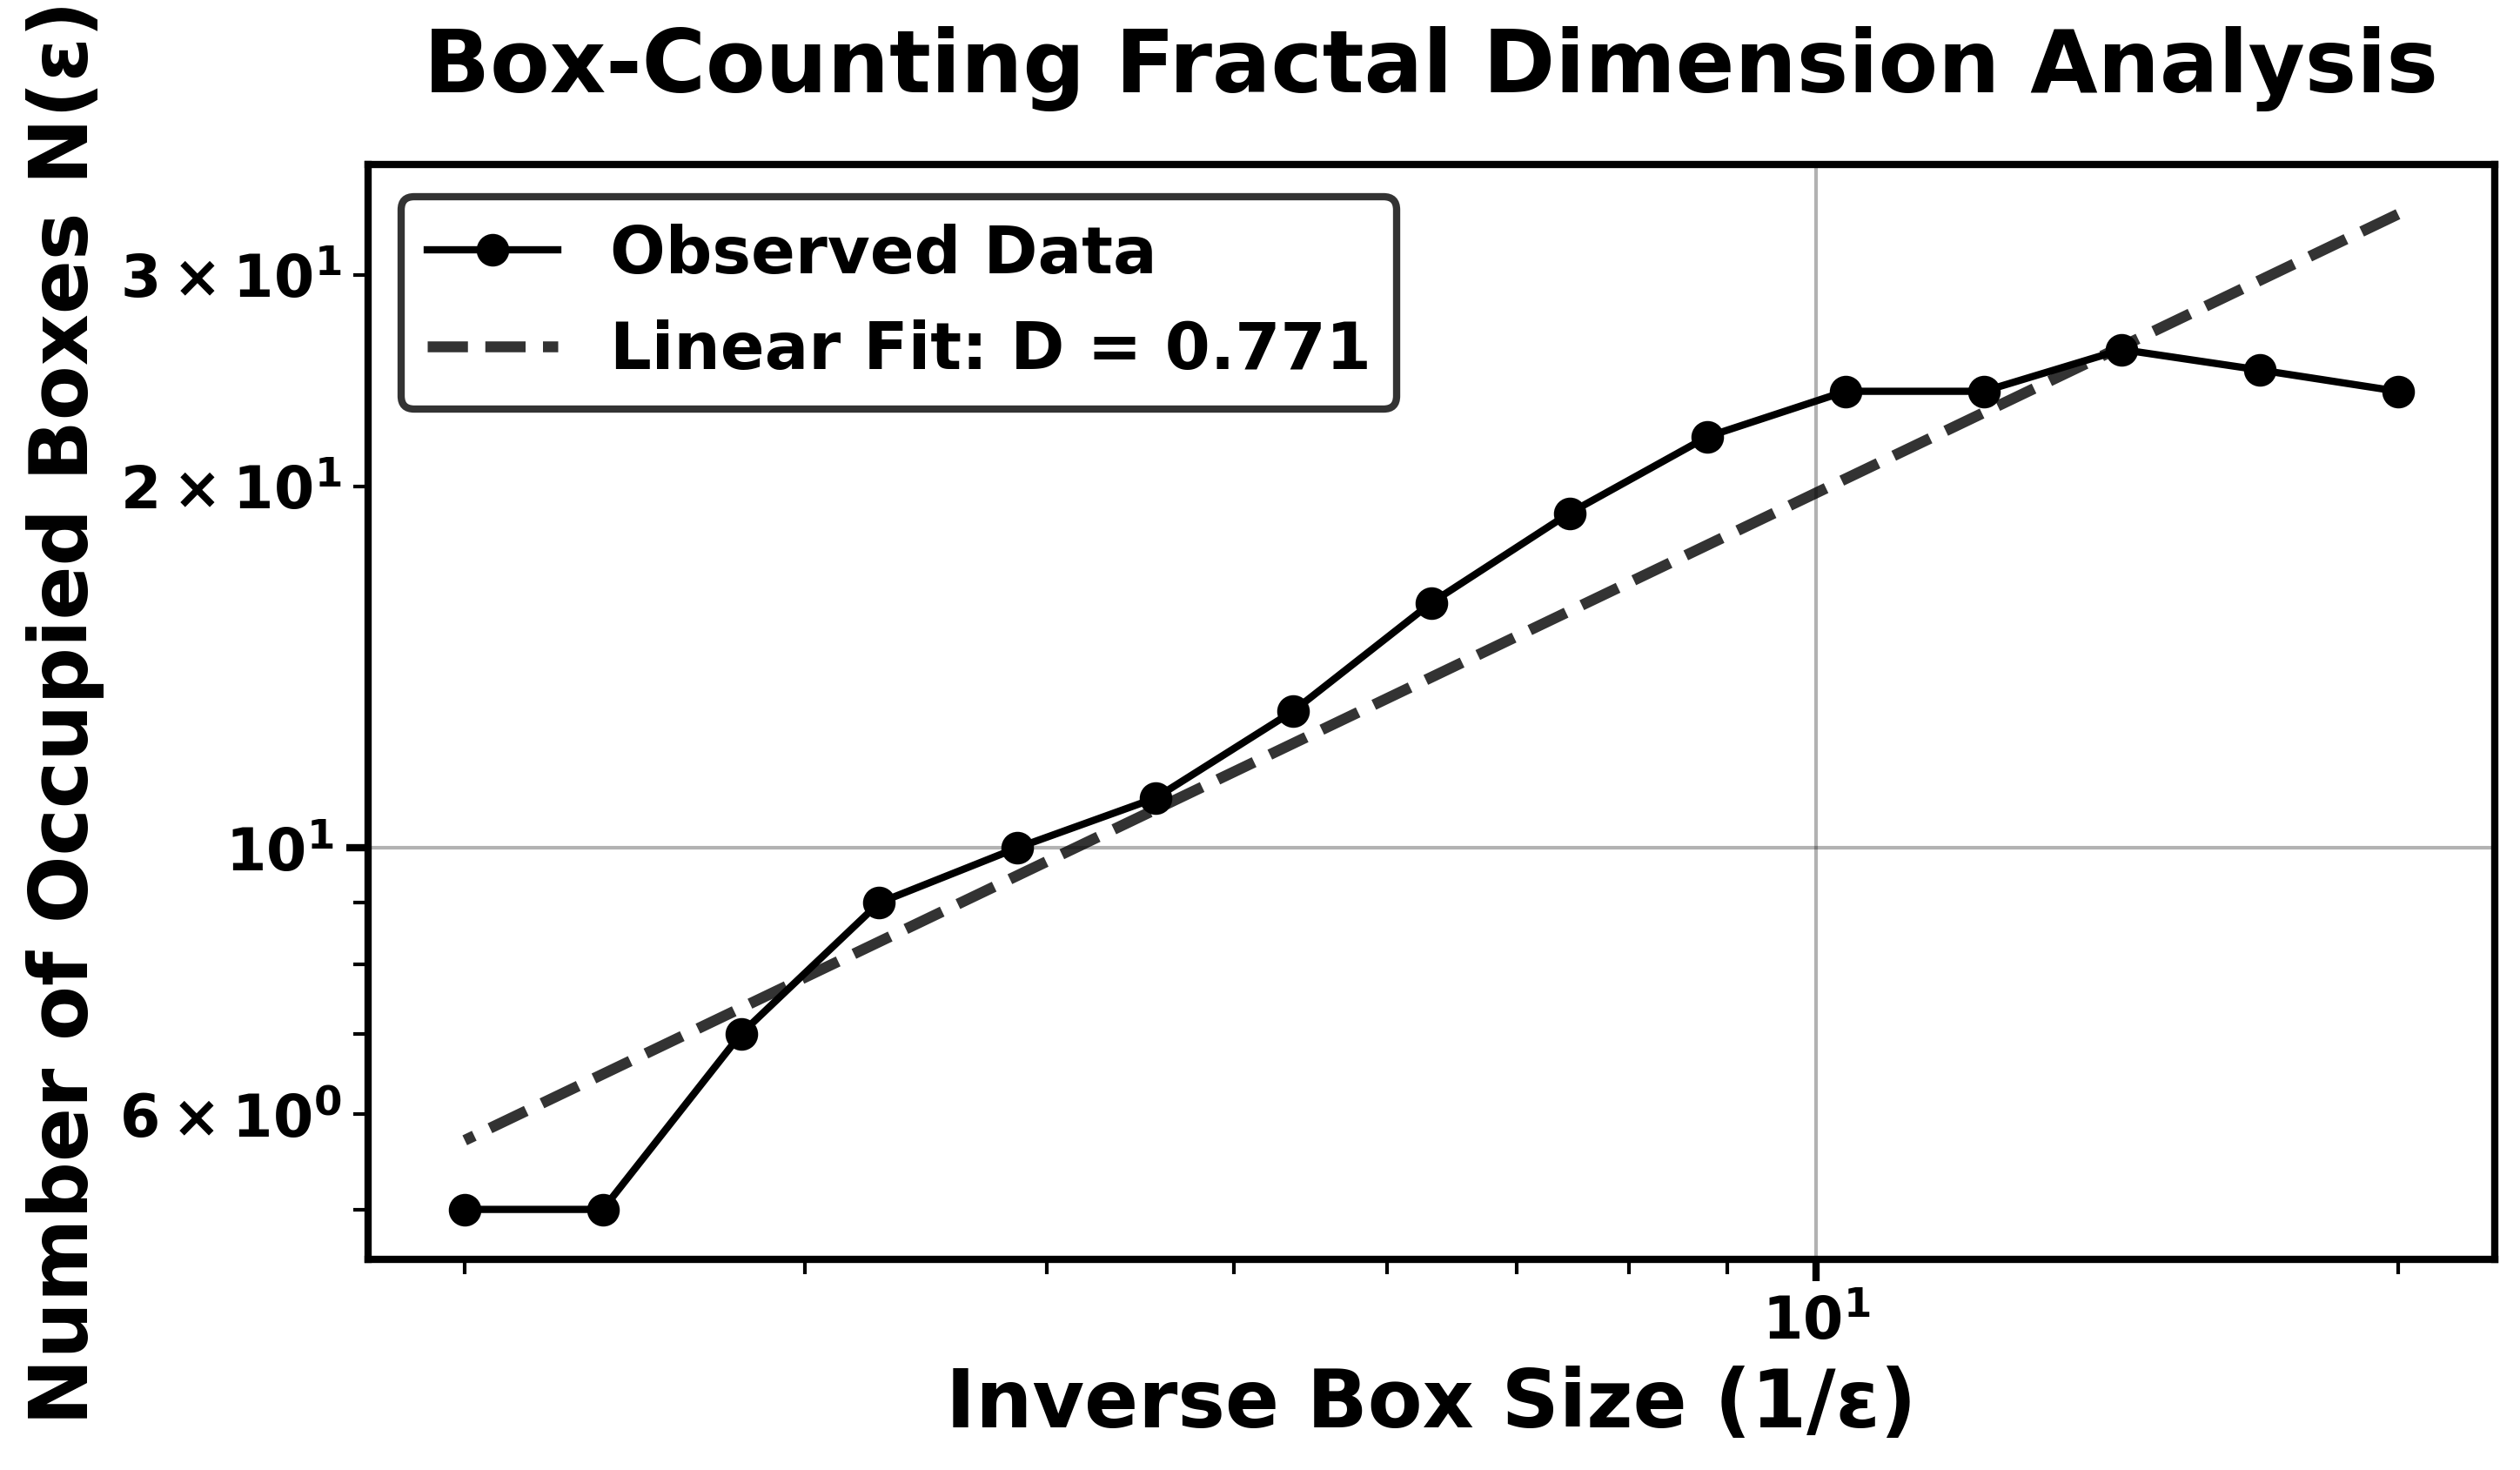 Box-Counting Fractal Dimension Analysis
Number of Occupied Boxes N(ε)
Observed Data
Linear Fit: D = 0.771
3 × 10¹
2 × 10¹
10¹
6 × 10⁰
10¹
Inverse Box Size (1/ε)